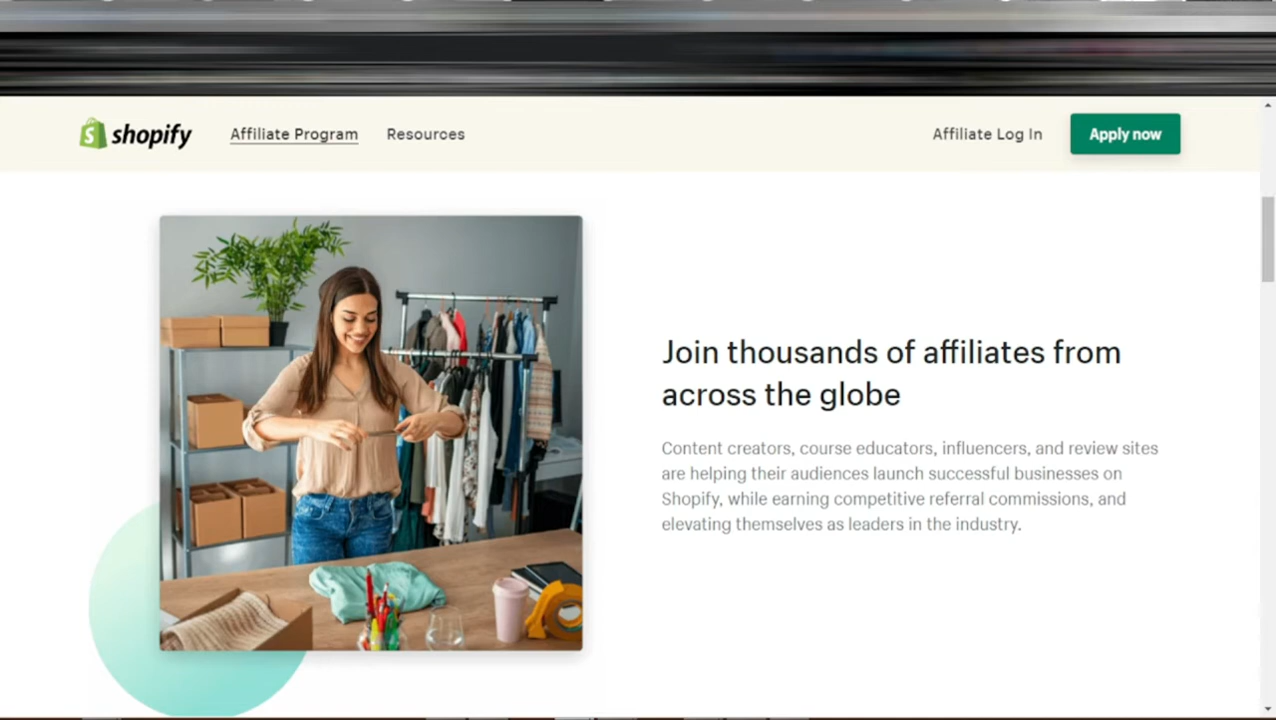 shopify
Affiliate Program
Resources
Affiliate Log In
Apply now
Join thousands of affiliates from
across the globe
Content creators, course educators, influencers, and review sites
are helping their audiences launch successful businesses on
Shopify, while earning competitive referral commissions, and
elevating themselves as leaders in the industry.